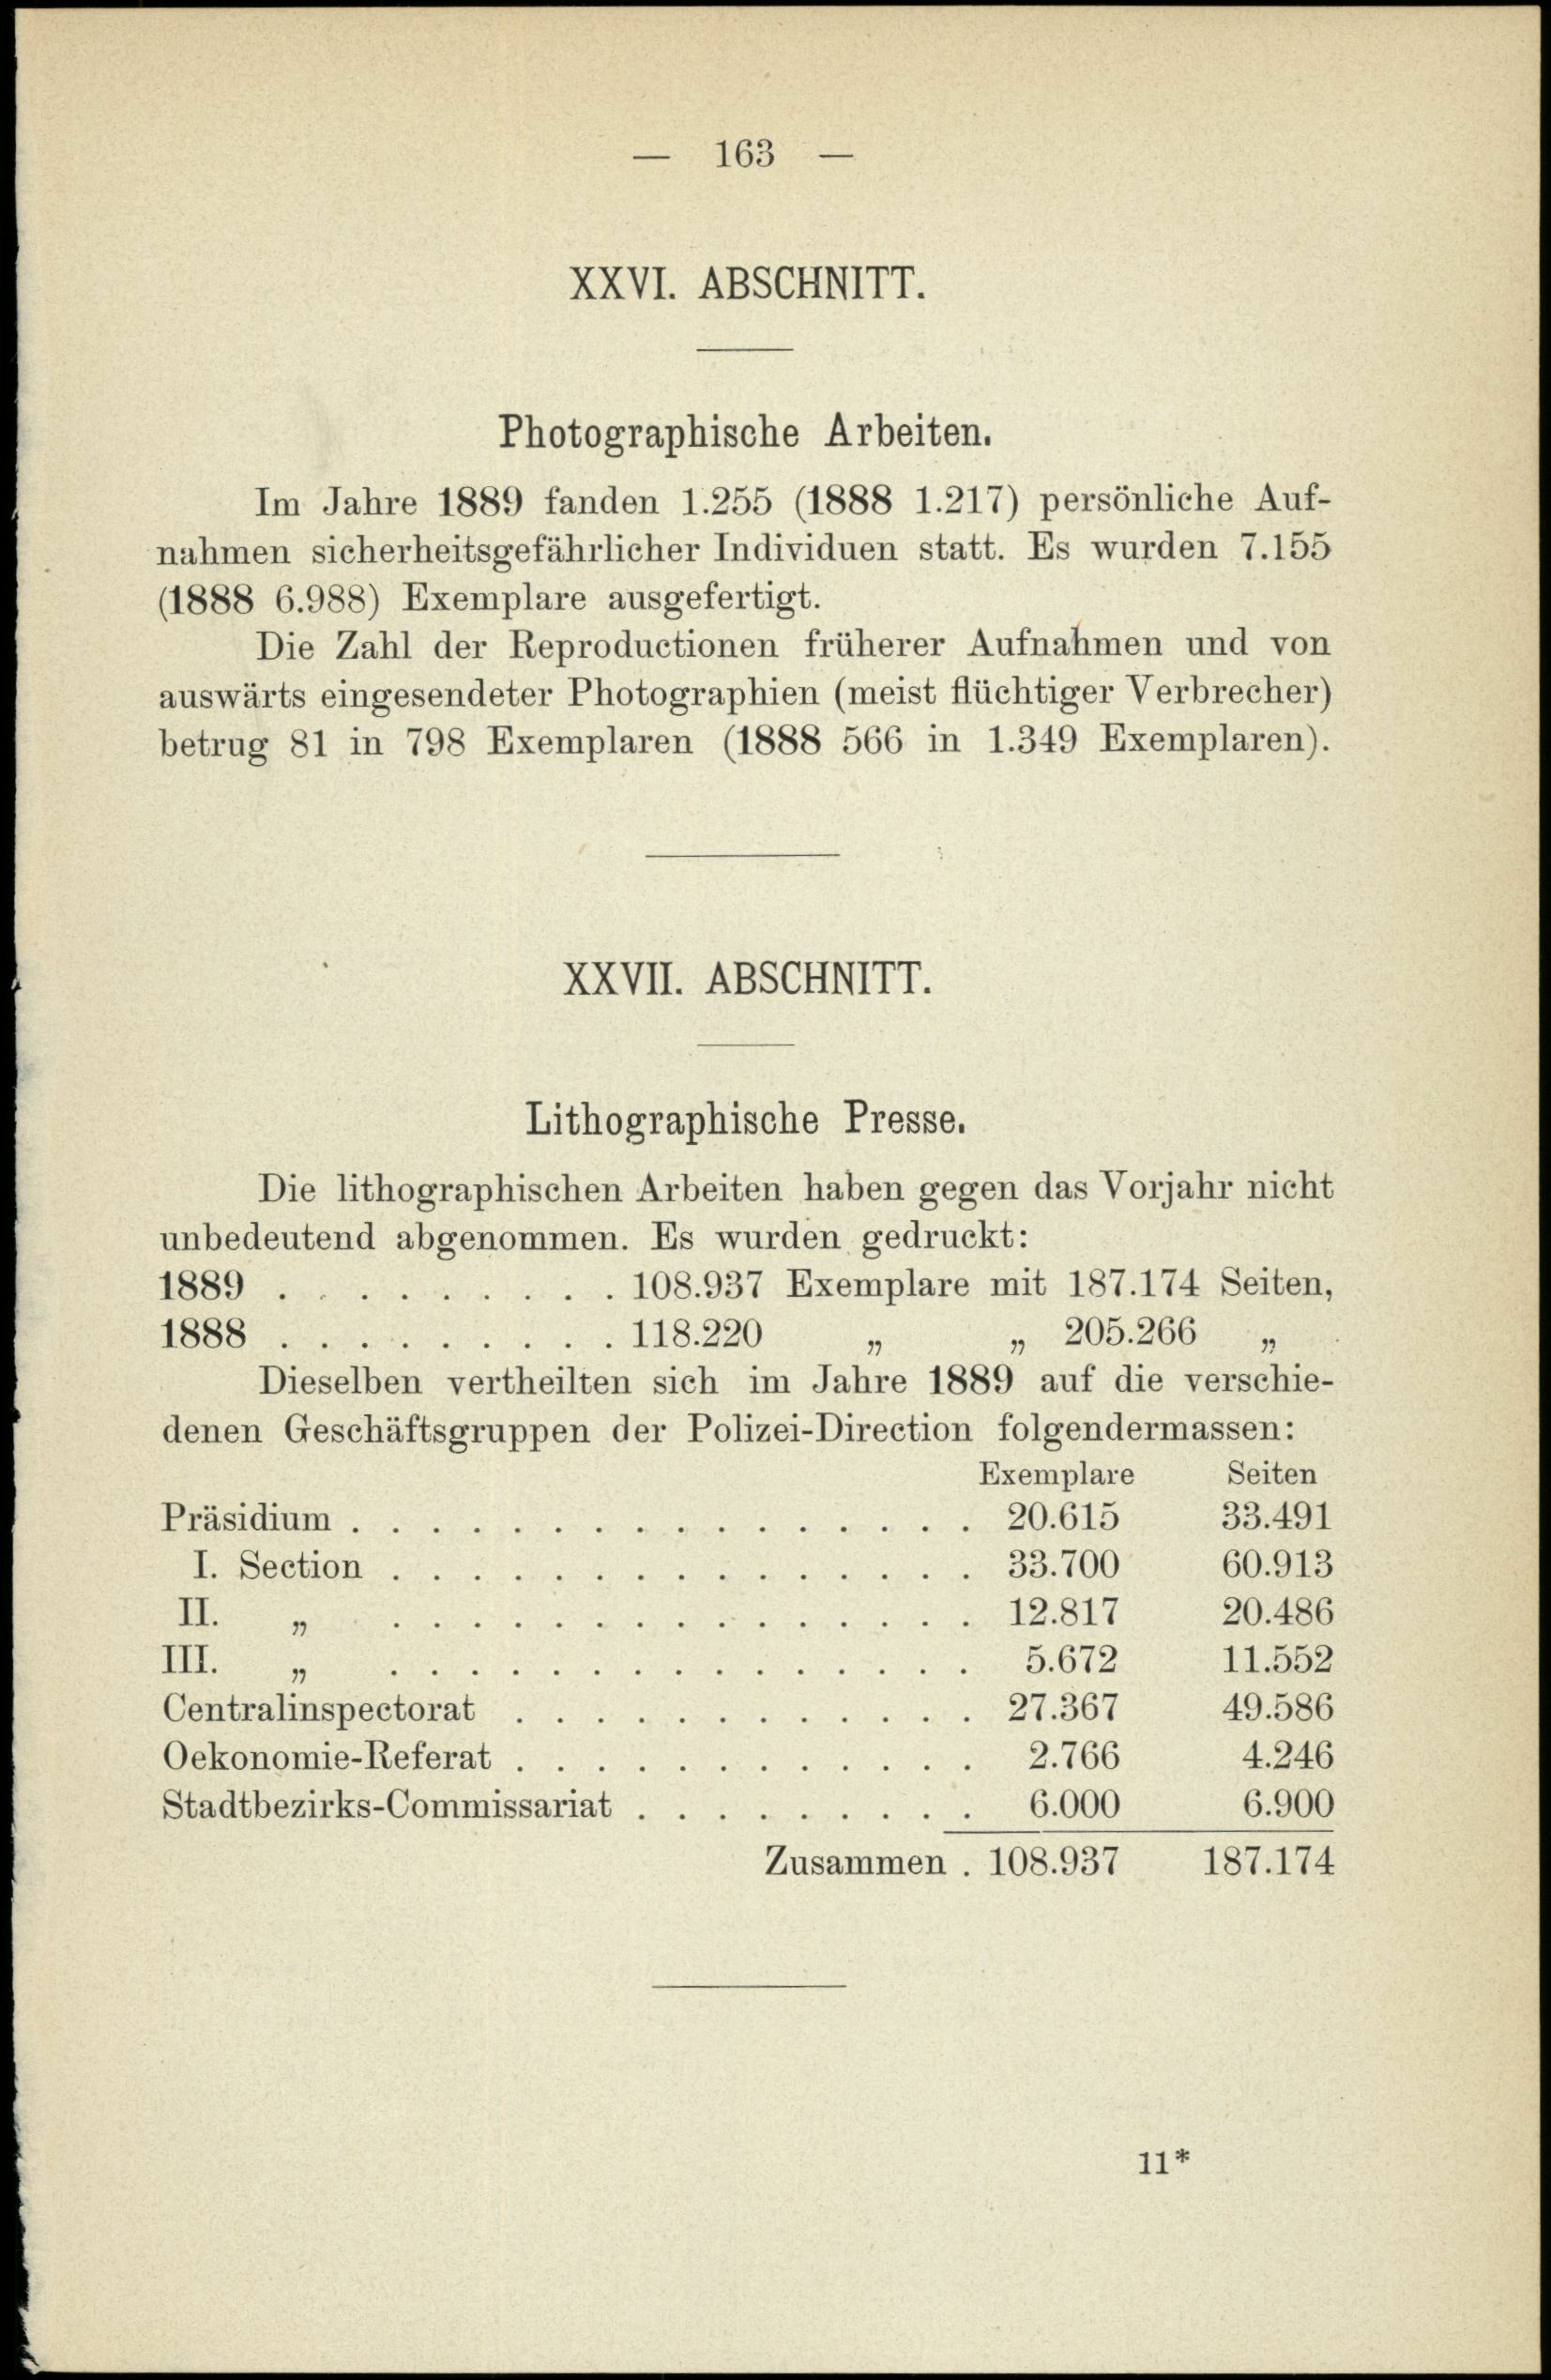 — 163 —
XXVI. ABSCHNITT.
Photographische Arbeiten.
Im Jahre 1889 fanden 1.255 (1888 1.217) persönliche Auf-
nahmen sicherheitsgefährlicher Individuen statt. Es wurden 7.155
(1888 6.988) Exemplare ausgefertigt.
Die Zahl der Reproductionen früherer Aufnahmen und von
auswärts eingesendeter Photographien (meist flüchtiger Verbrecher)
betrug 81 in 798 Exemplaren (1888 566 in 1.349 Exemplaren).
XXVII. ABSCHNITT.
Lithographische Presse.
Die lithographischen Arbeiten haben gegen das Vorjahr nicht
unbedeutend abgenommen. Es wurden gedruckt:
1889 . . . . . . . . . 108.937 Exemplare mit 187.174 Seiten,
1888 . . . . . . . . . 118.220 „ „ 205.266 „
Dieselben vertheilten sich im Jahre 1889 auf die verschie-
denen Geschäftsgruppen der Polizei-Direction folgendermassen:
Exemplare Seiten
Präsidium . . . . . . . . . . . . . . . . 20.615 33.491
I. Section . . . . . . . . . . . . . . . 33.700 60.913
II. „ . . . . . . . . . . . . . . . 12.817 20.486
III. „ . . . . . . . . . . . . . . . 5.672 11.552
Centralinspectorat . . . . . . . . . . . . 27.367 49.586
Oekonomie-Referat . . . . . . . . . . . . 2.766 4.246
Stadtbezirks-Commissariat . . . . . . . . . 6.000 6.900
Zusammen . 108.937 187.174
11*